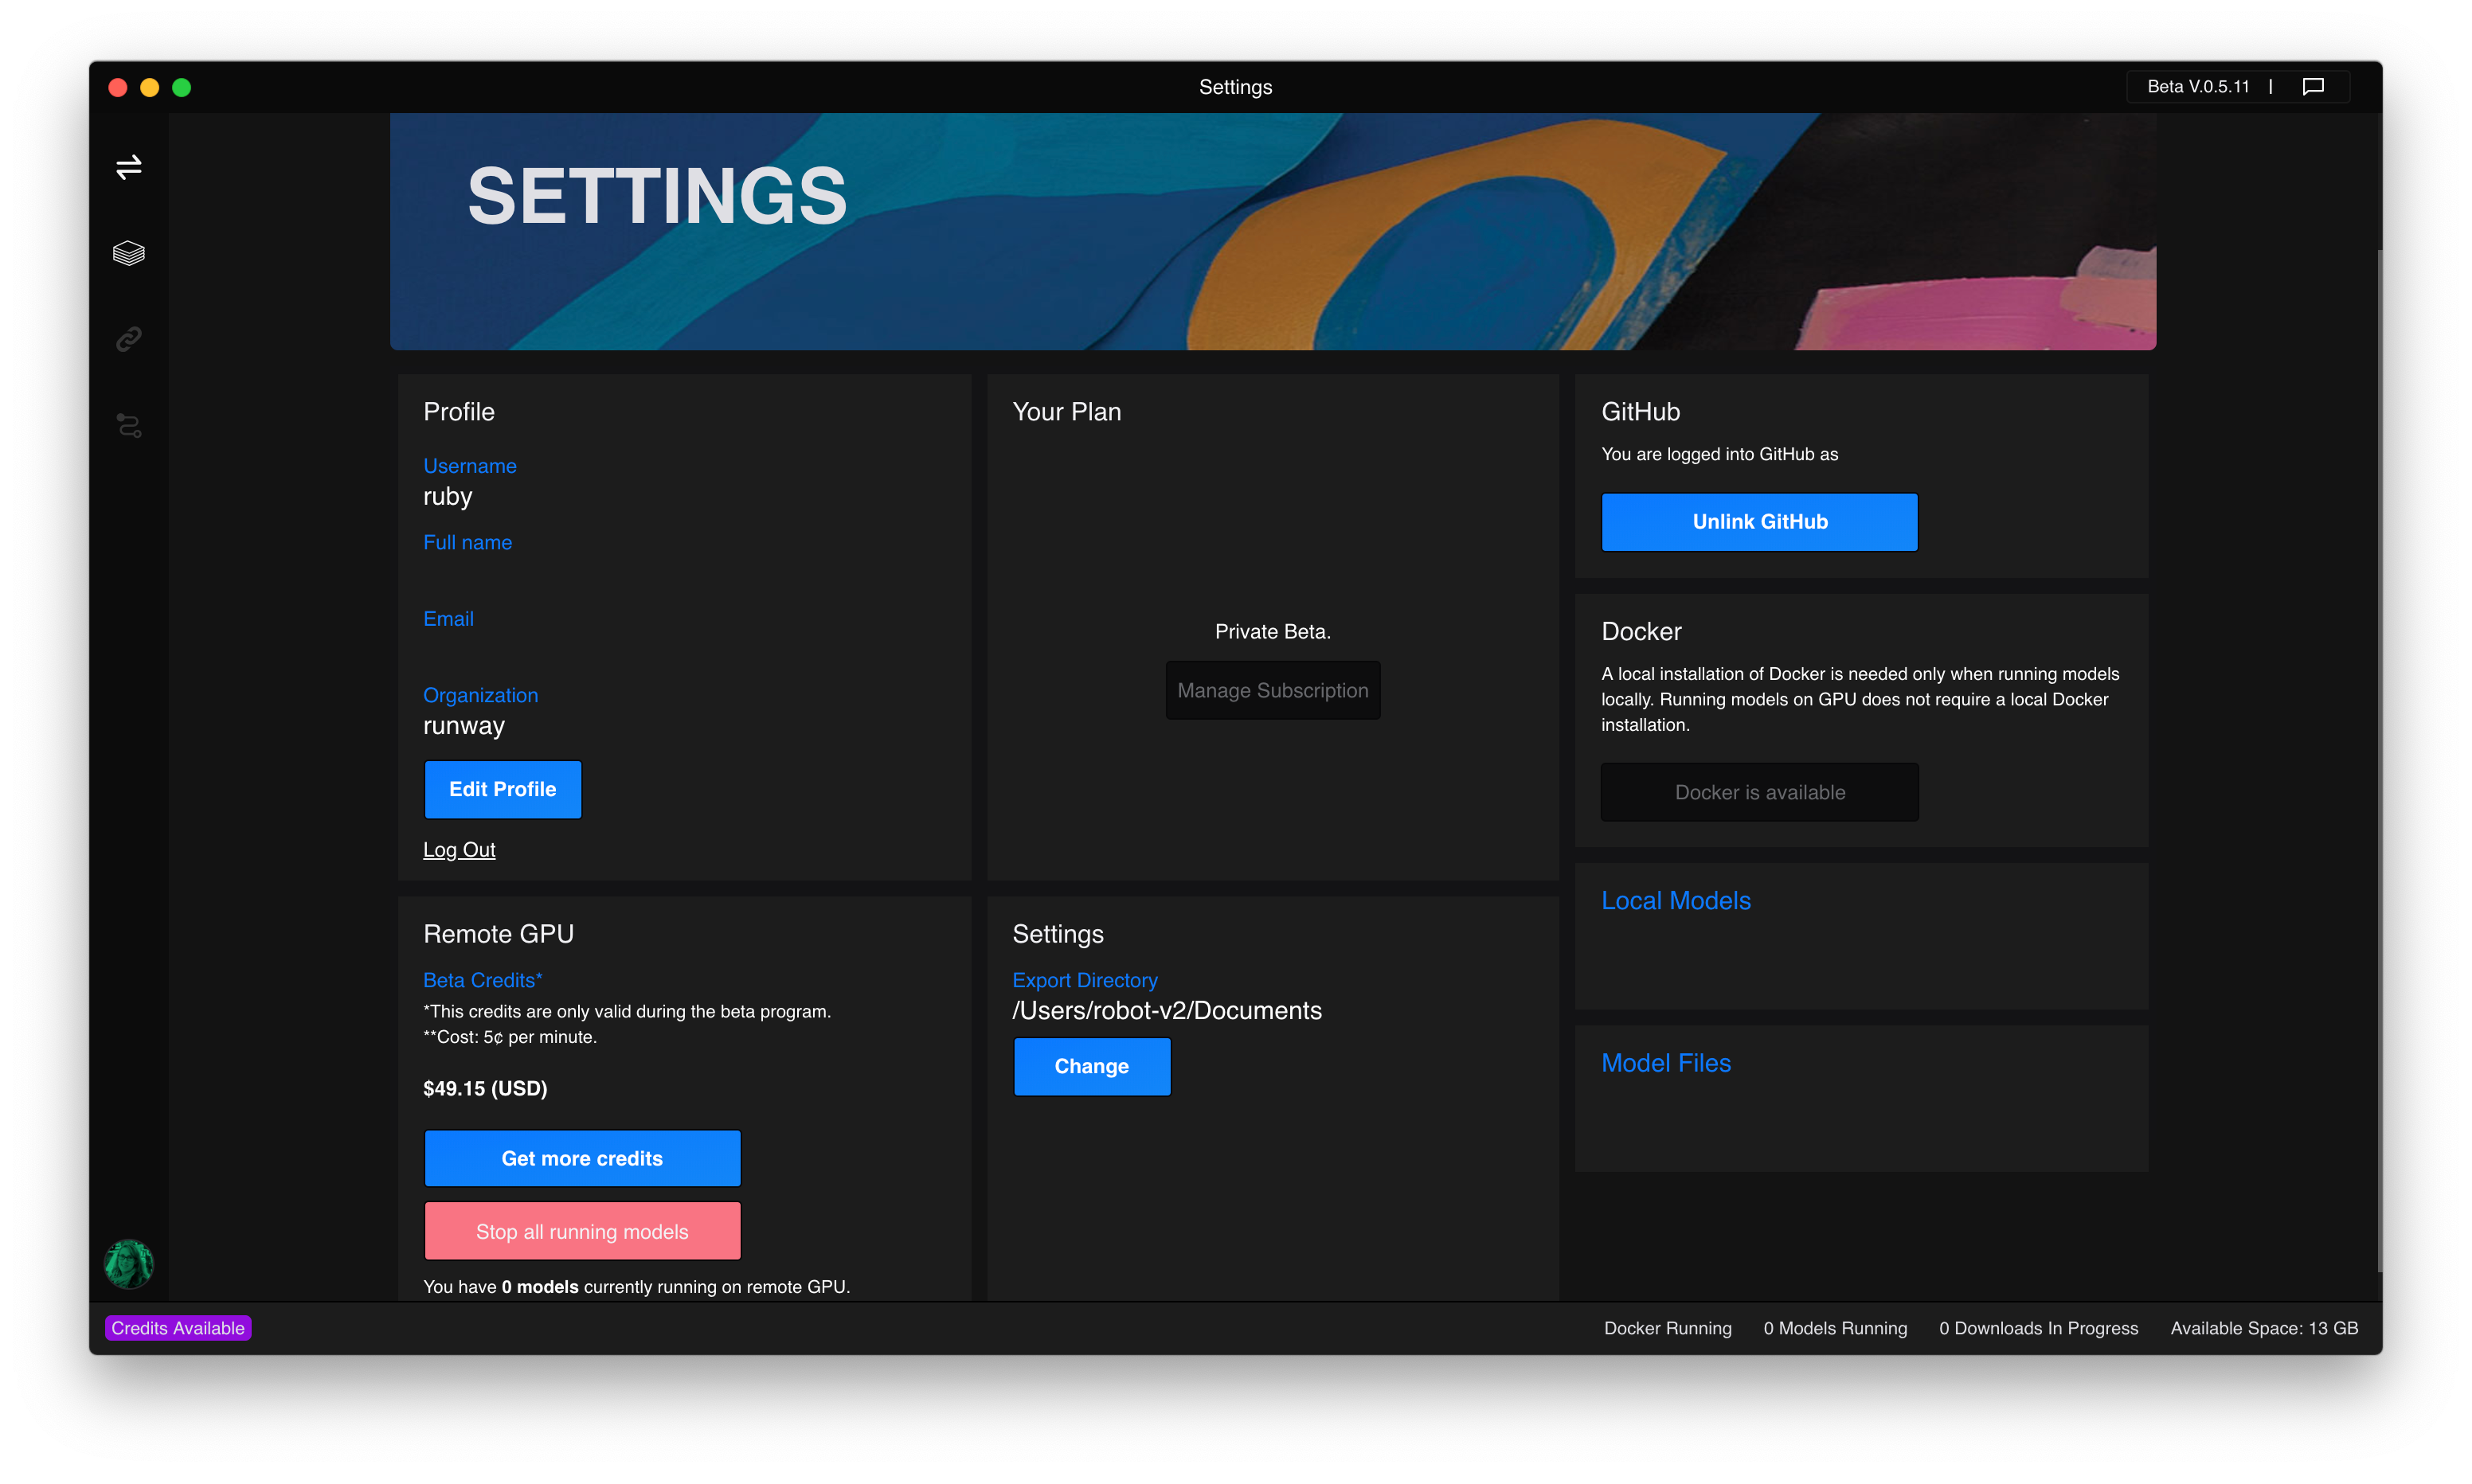 Settings
Beta V.0.5.11 |
SETTINGS
Profile
Username
ruby
Full name
Email
Organization
runway
Edit Profile
Log Out
Your Plan
Private Beta.
Manage Subscription
GitHub
You are logged into GitHub as
Unlink GitHub
Docker
A local installation of Docker is needed only when running models
locally. Running models on GPU does not require a local Docker
installation.
Docker is available
Local Models
Model Files
Remote GPU
Beta Credits*
*This credits are only valid during the beta program.
**Cost: 5¢ per minute.
$49.15 (USD)
Get more credits
Stop all running models
You have 0 models currently running on remote GPU.
Settings
Export Directory
/Users/robot-v2/Documents
Change
Credits Available
Docker Running
0 Models Running
0 Downloads In Progress
Available Space: 13 GB